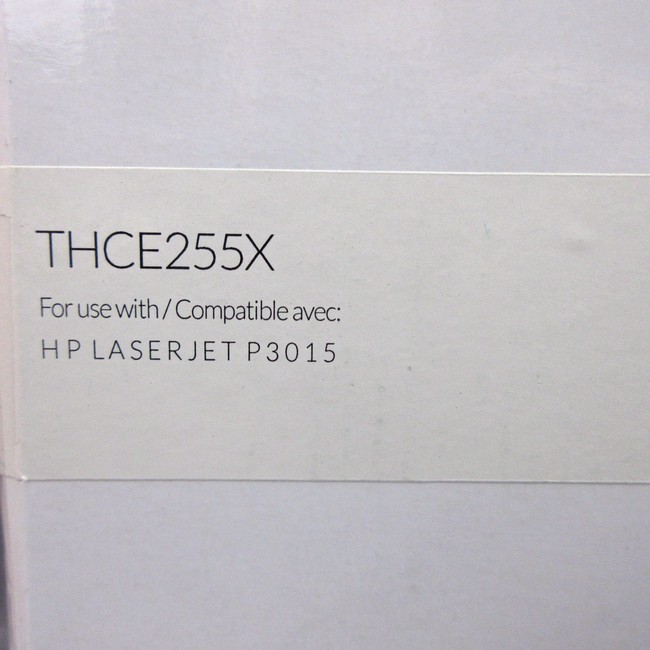 THCE255X
For use with / Compatible avec:
HP LASERJET P3015